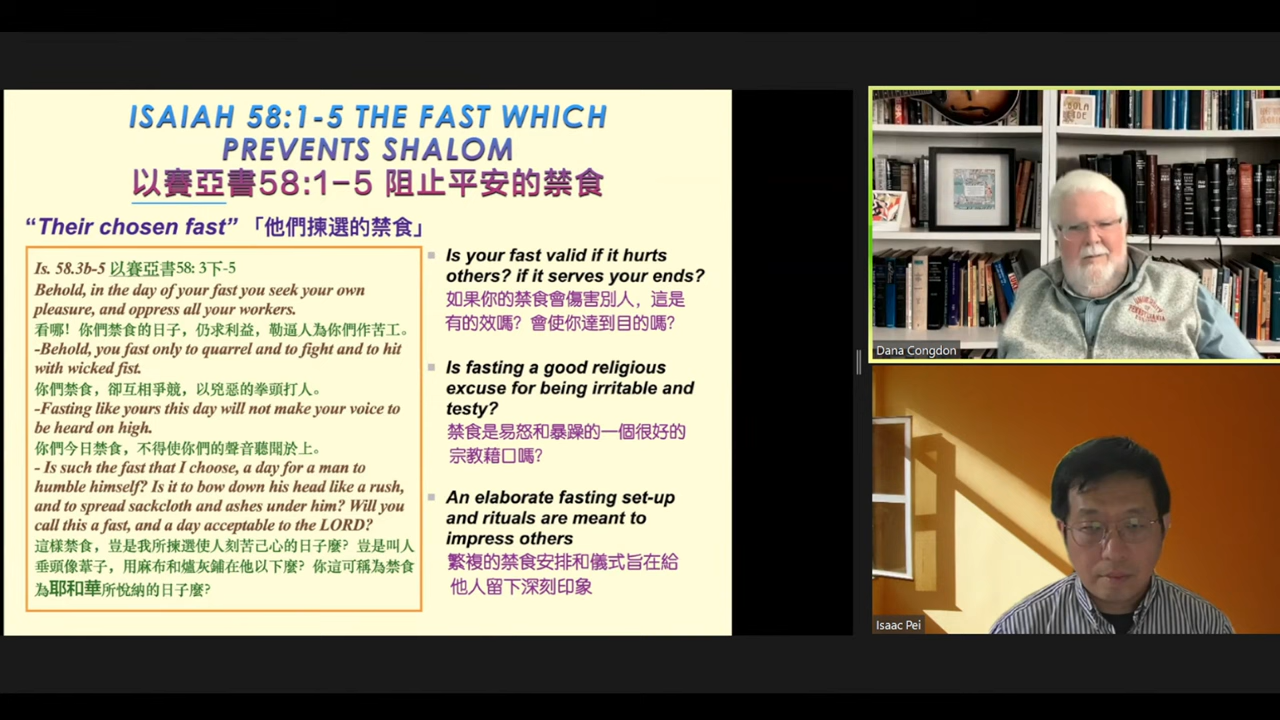 ISAIAH 58:1-5 THE FAST WHICH
PREVENTS SHALOM
以賽亞書58:1-5 阻止平安的禁食
“Their chosen fast” 「他們揀選的禁食」
Is. 58.3b-5 以賽亞書58: 3下-5
Behold, in the day of your fast you seek your own
pleasure, and oppress all your workers.
看哪！你們禁食的日子，仍求利益，勒逼人為你們作苦工。
-Behold, you fast only to quarrel and to fight and to hit
with wicked fist.
你們禁食，卻互相爭競，以兇惡的拳頭打人。
-Fasting like yours this day will not make your voice to
be heard on high.
你們今日禁食，不得使你們的聲音聽聞於上。
- Is such the fast that I choose, a day for a man to
humble himself? Is it to bow down his head like a rush,
and to spread sackcloth and ashes under him? Will you
call this a fast, and a day acceptable to the LORD?
這樣禁食，豈是我所揀選使人刻苦己心的日子麼？豈是叫人
垂頭像葦子，用麻布和爐灰鋪在他以下麼？你這可稱為禁食
為耶和華所悅納的日子麼?
Is your fast valid if it hurts
others? if it serves your ends?
如果你的禁食會傷害別人，這是
有的效嗎？會使你達到目的嗎？
Is fasting a good religious
excuse for being irritable and
testy?
禁食是易怒和暴躁的一個很好的
宗教藉口嗎?
An elaborate fasting set-up
and rituals are meant to
impress others
繁複的禁食安排和儀式旨在給
他人留下深刻印象
Dana Congdon
Isaac Pei